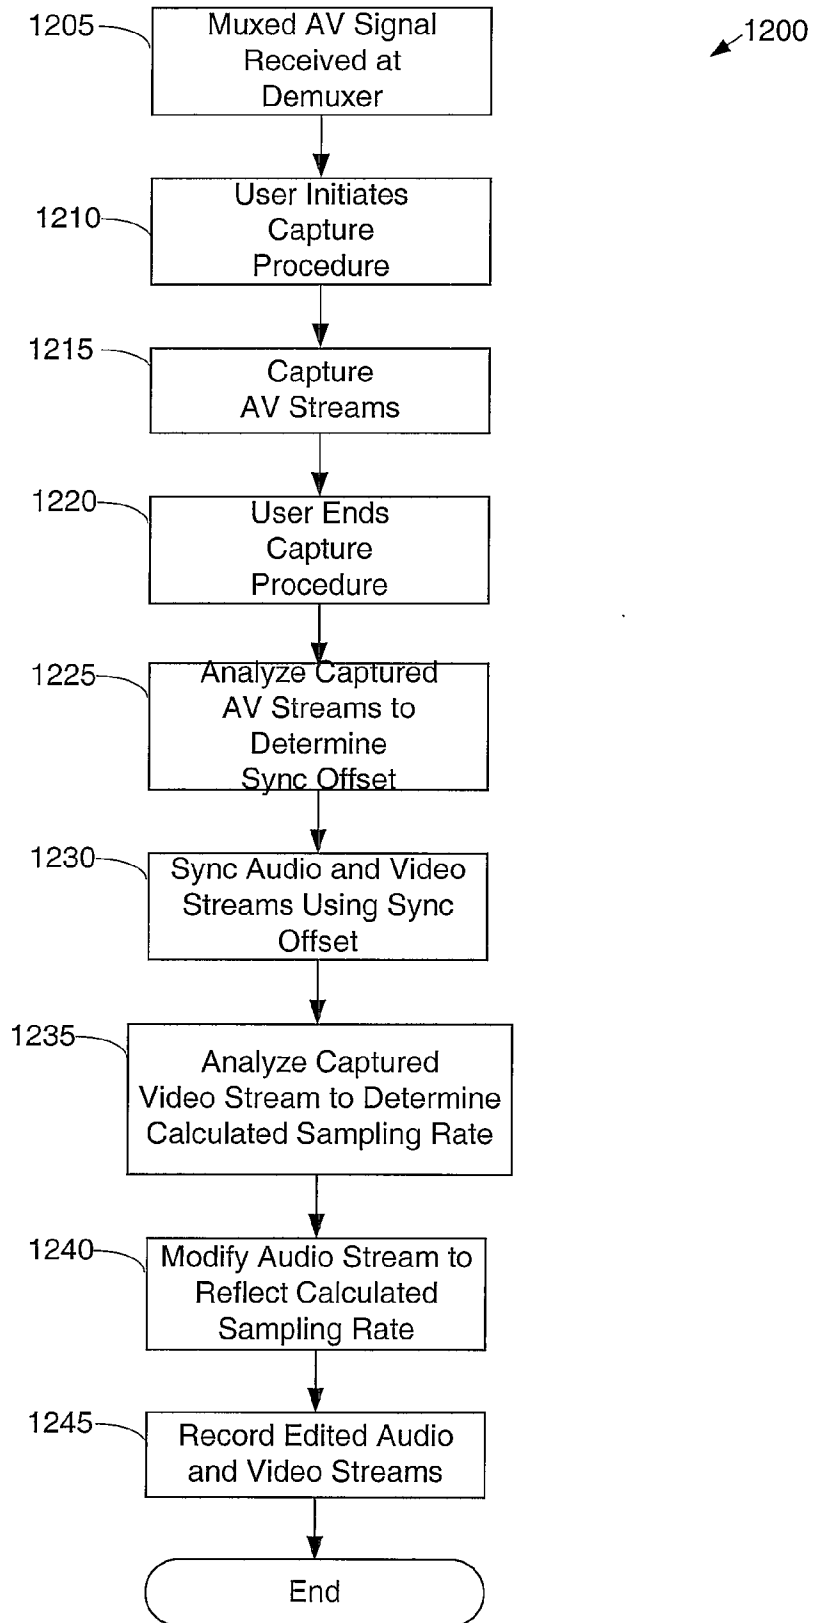 1200
1205
Muxed AV Signal
Received at
Demuxer
1210
User Initiates
Capture
Procedure
1215
Capture
AV Streams
1220
User Ends
Capture
Procedure
1225
Analyze Captured
AV Streams to
Determine
Sync Offset
1230
Sync Audio and Video
Streams Using Sync
Offset
1235
Analyze Captured
Video Stream to Determine
Calculated Sampling Rate
1240
Modify Audio Stream to
Reflect Calculated
Sampling Rate
1245
Record Edited Audio
and Video Streams
End